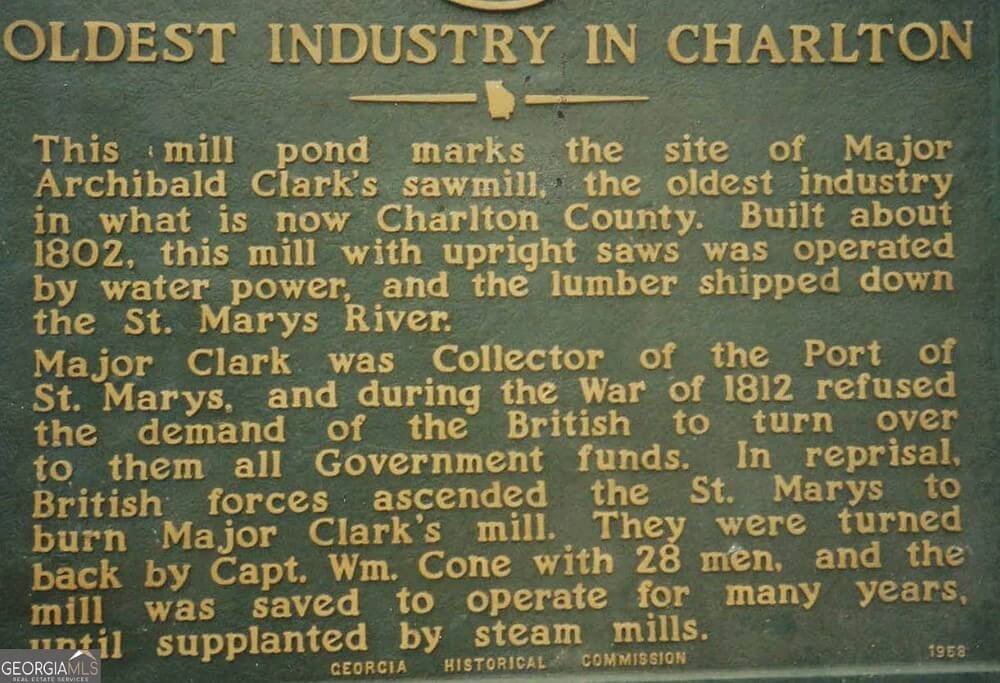 OLDEST INDUSTRY IN CHARLTON
This mill pond marks the site of Major
Archibald Clark's sawmill, the oldest industry
in what is now Charlton County. Built about
1802, this mill with upright saws was operated
by water power, and the lumber shipped down
the St. Marys River.
Major Clark was Collector of the Port of
St. Marys, and during the War of 1812 refused
the demand of the British to turn over
to them all Government funds. In reprisal,
British forces ascended the St. Marys to
burn Major Clark's mill. They were turned
back by Capt. Wm. Cone with 28 men, and the
mill was saved to operate for many years,
until supplanted by steam mills.
GEORGIA HISTORICAL COMMISSION 1958
GEORGIAMLS
REAL ESTATE SERVICES